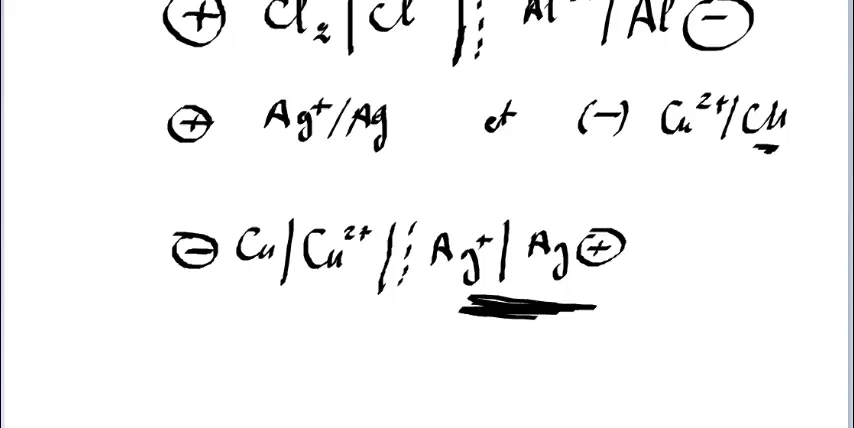 ⊕ Cl₂ | Cl || Al / Al ⊖
⊕ Ag⁺/Ag et (-) Cu²⁺/Cu
⊖ Cu | Cu²⁺ || Ag⁺ | Ag ⊕